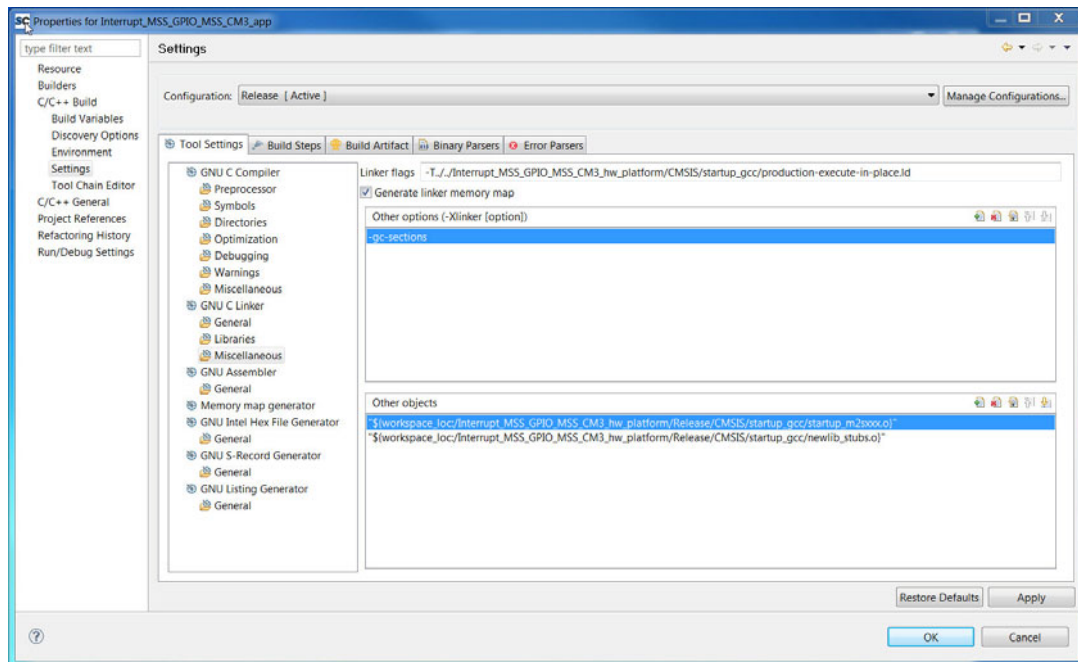 SC Properties for Interrupt_MSS_GPIO_MSS_CM3_app
type filter text
Resource
Builders
C/C++ Build
Build Variables
Discovery Options
Environment
Settings
Tool Chain Editor
C/C++ General
Project References
Refactoring History
Run/Debug Settings
Settings
Configuration: Release [ Active ] Manage Configurations...
Tool Settings Build Steps Build Artifact Binary Parsers Error Parsers
GNU C Compiler
Preprocessor
Symbols
Directories
Optimization
Debugging
Warnings
Miscellaneous
GNU C Linker
General
Libraries
Miscellaneous
GNU Assembler
General
Memory map generator
GNU Intel Hex File Generator
General
GNU S-Record Generator
General
GNU Listing Generator
General
Linker flags -T../../Interrupt_MSS_GPIO_MSS_CM3_hw_platform/CMSIS/startup_gcc/production-execute-in-place.ld
Generate linker memory map
Other options (-Xlinker [option])
-gc-sections
Other objects
"${workspace_loc:/Interrupt_MSS_GPIO_MSS_CM3_hw_platform/Release/CMSIS/startup_gcc/startup_m2sxxx.o}"
"${workspace_loc:/Interrupt_MSS_GPIO_MSS_CM3_hw_platform/Release/CMSIS/startup_gcc/newlib_stubs.o}"
Restore Defaults Apply
OK Cancel